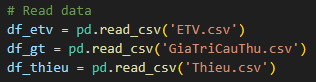 # Read data
df_etv = pd.read_csv('ETV.csv')
df_gt = pd.read_csv('GiaTriCauThu.csv')
df_thieu = pd.read_csv('Thieu.csv')